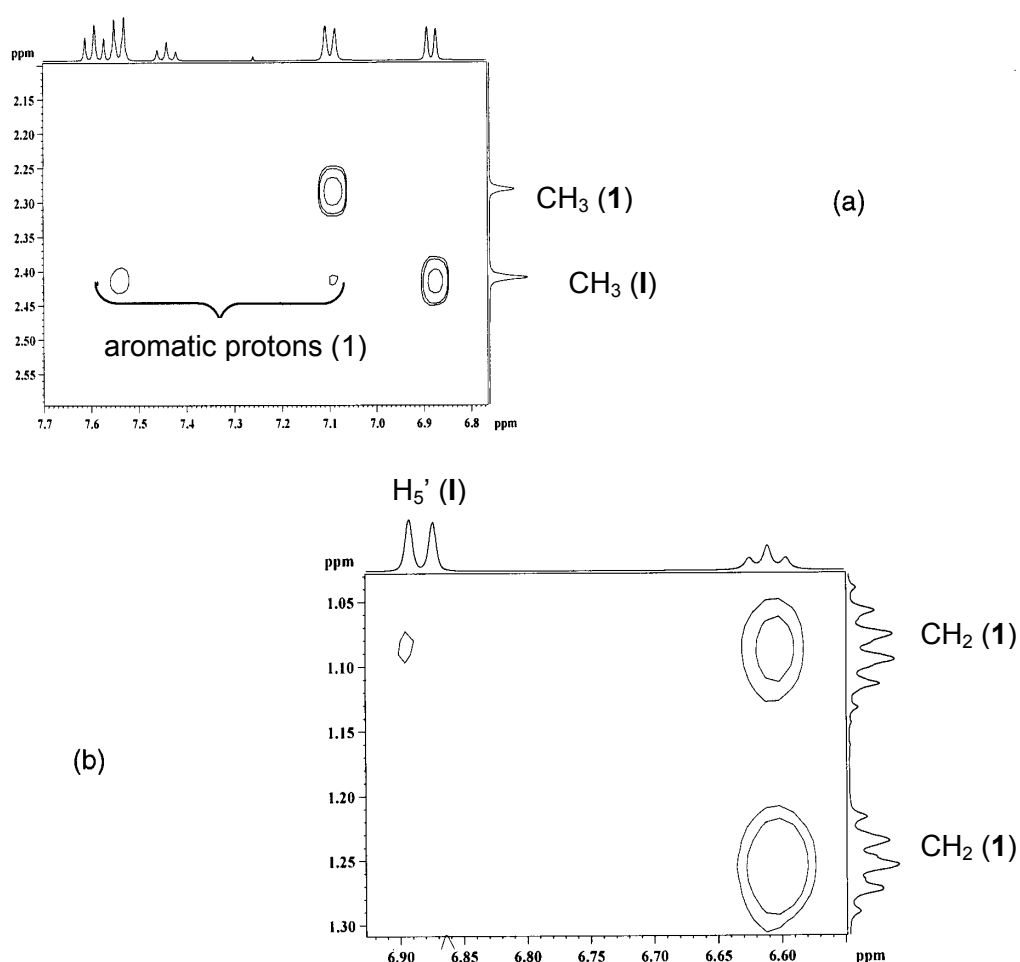 ppm
2.15
2.20
2.25
2.30
2.35
2.40
2.45
2.50
2.55
CH₃ (1)
CH₃ (I)
(a)
aromatic protons (1)
7.7 7.6 7.5 7.4 7.3 7.2 7.1 7.0 6.9 6.8 ppm
H₅' (I)
ppm
1.05
1.10
1.15
1.20
1.25
1.30
CH₂ (1)
CH₂ (1)
(b)
6.90 6.85 6.80 6.75 6.70 6.65 6.60 ppm